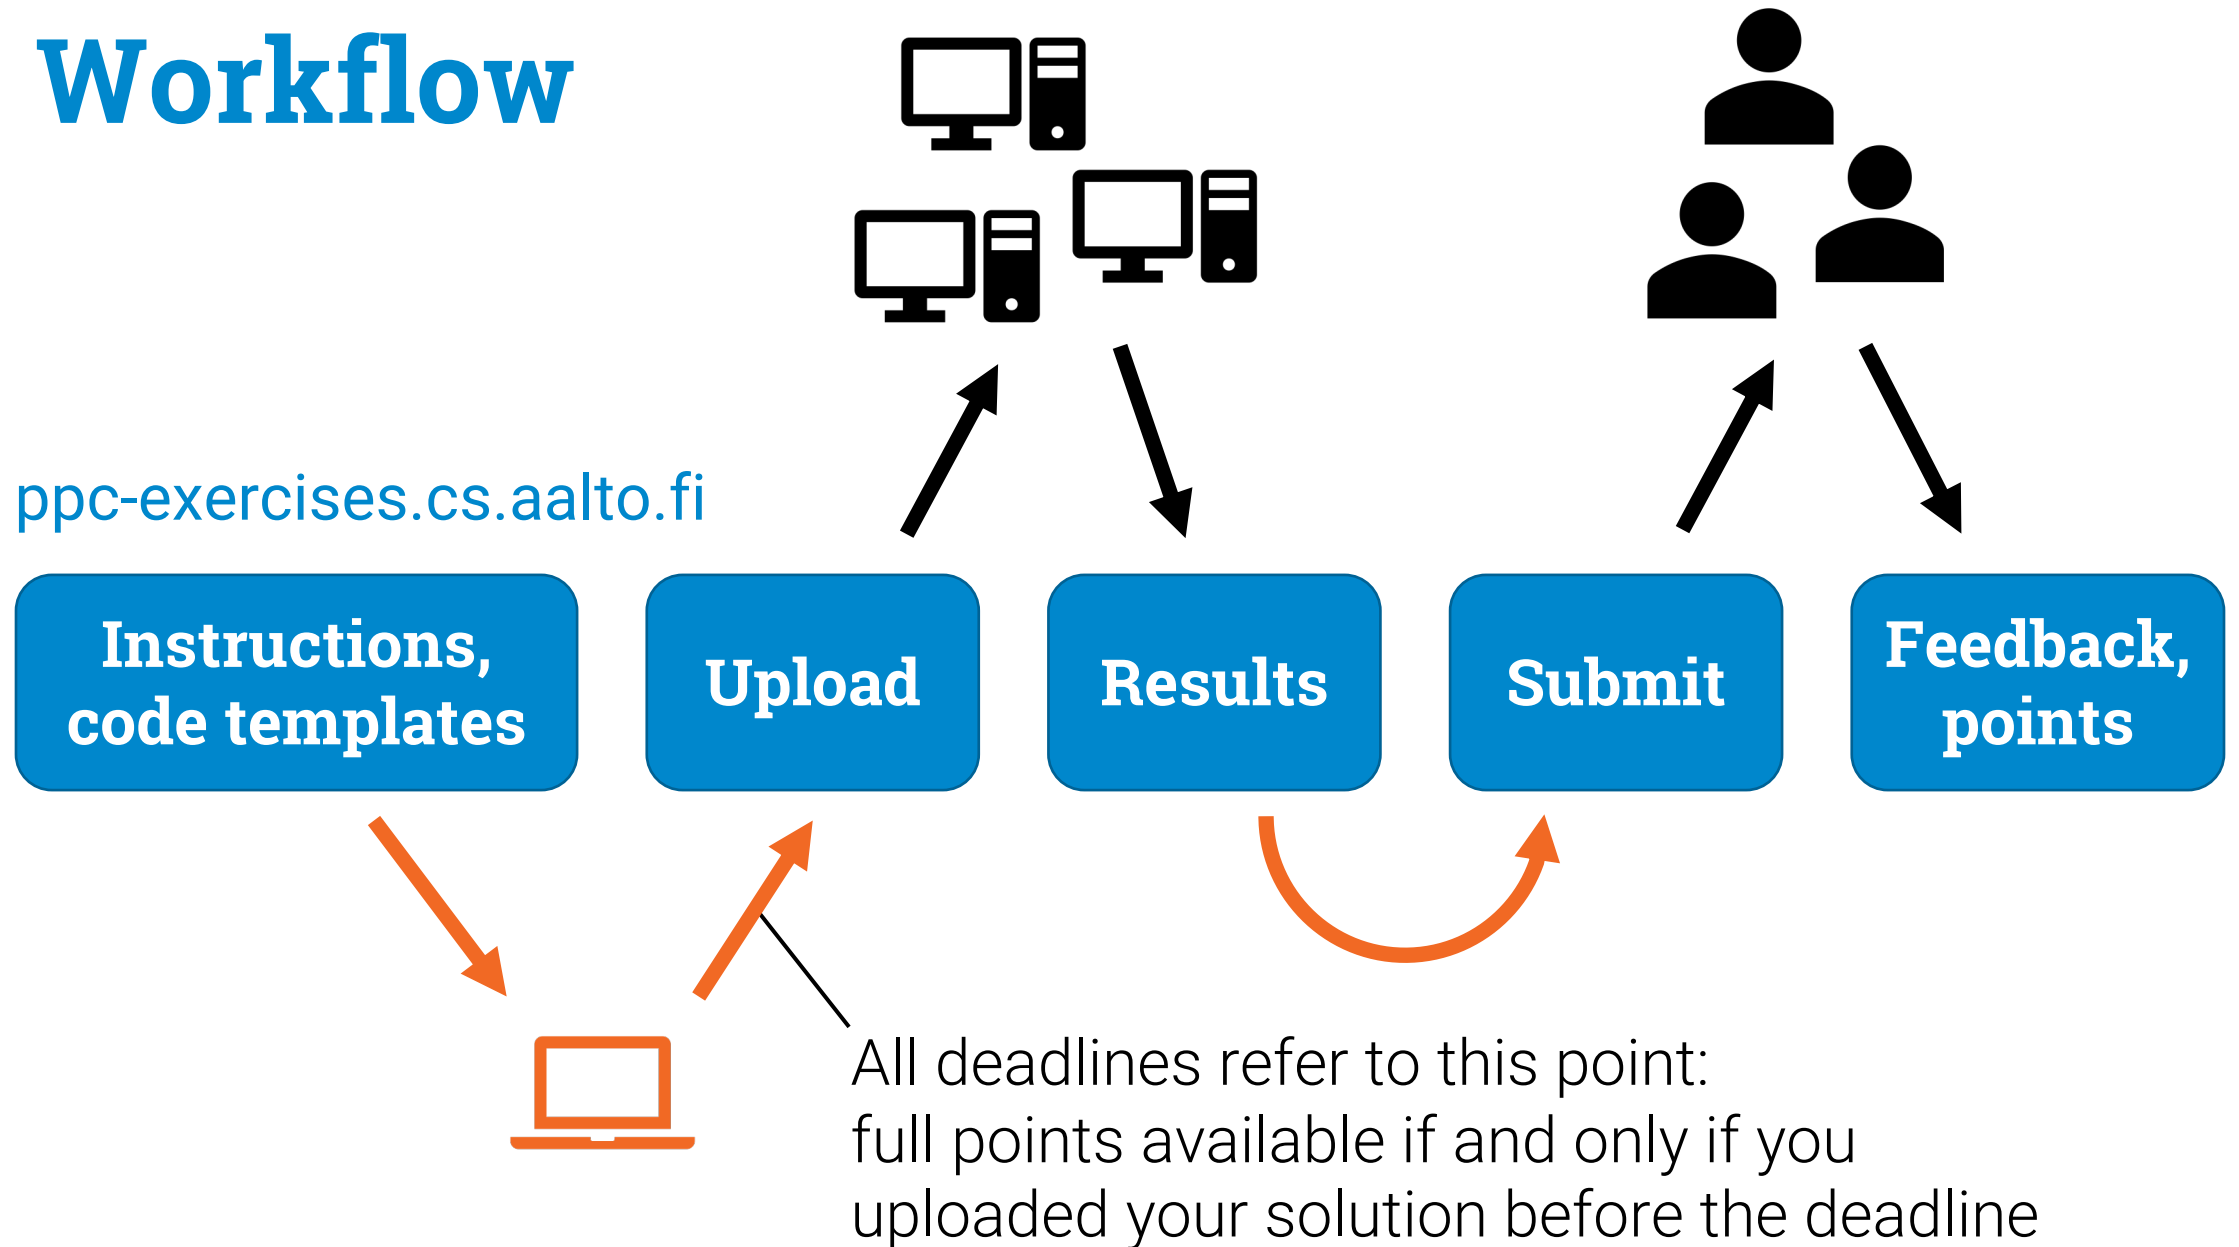 Workflow
ppc-exercises.cs.aalto.fi
Instructions,
code templates
Upload
Results
Submit
Feedback,
points
All deadlines refer to this point:
full points available if and only if you
uploaded your solution before the deadline